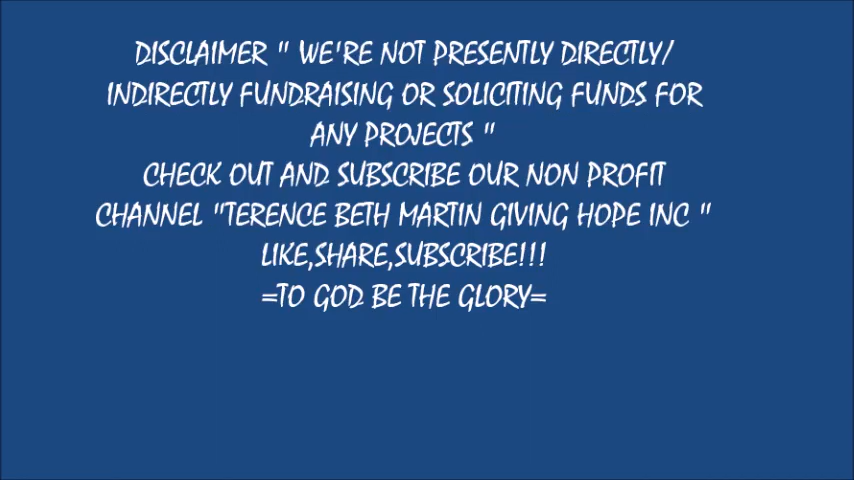 DISCLAIMER " WE'RE NOT PRESENTLY DIRECTLY/
INDIRECTLY FUNDRAISING OR SOLICITING FUNDS FOR
ANY PROJECTS "
CHECK OUT AND SUBSCRIBE OUR NON PROFIT
CHANNEL "TERENCE BETH MARTIN GIVING HOPE INC "
LIKE,SHARE,SUBSCRIBE!!!
=TO GOD BE THE GLORY=